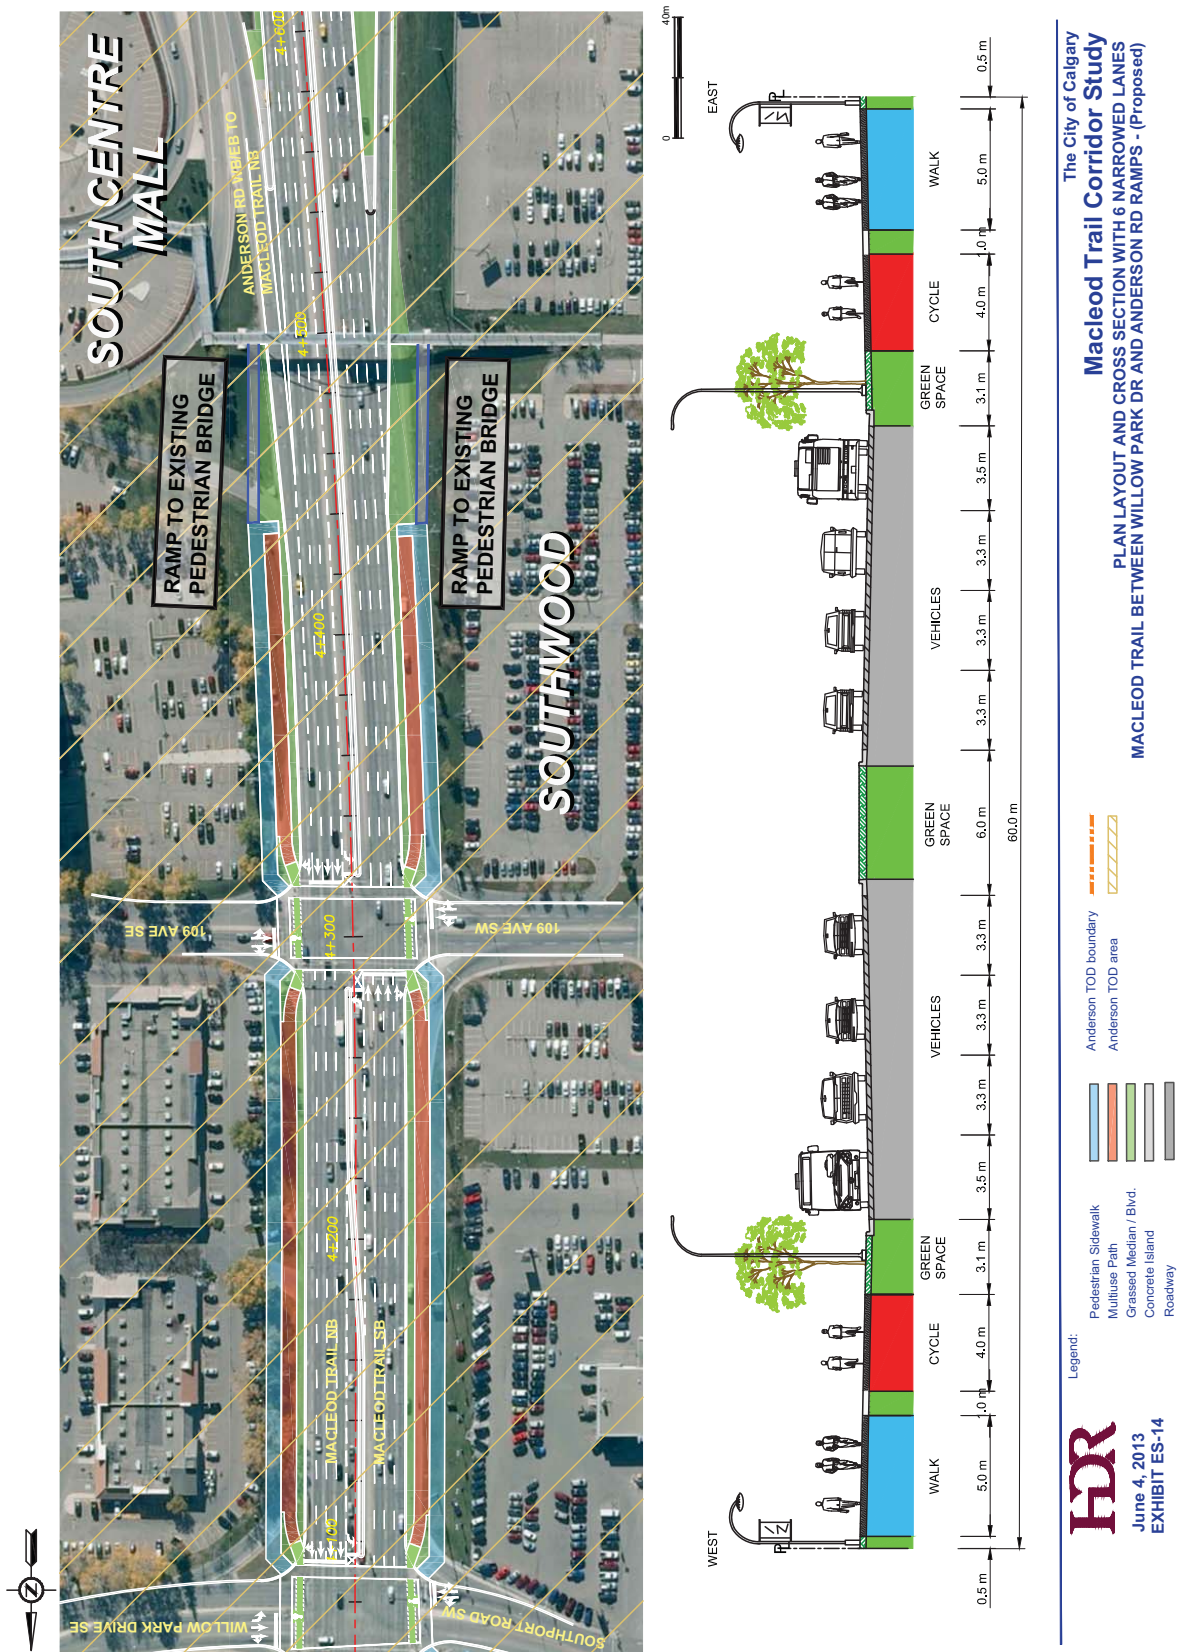 SOUTH CENTRE
MALL
ANDERSON RD WB/EB TO
MACLEOD TRAIL NB
4+600
4+500
RAMP TO EXISTING
PEDESTRIAN BRIDGE
RAMP TO EXISTING
PEDESTRIAN BRIDGE
4+400
SOUTHWOOD
109 AVE SE
4+300
109 AVE SW
4+200
MACLEOD TRAIL NB
MACLEOD TRAIL SB
WILLOW PARK DRIVE SE
SOUTHPORT ROAD SW
Z
0
40m
WEST
EAST
PL
PL
WALK
CYCLE
GREEN
SPACE
VEHICLES
GREEN
SPACE
VEHICLES
GREEN
SPACE
CYCLE
WALK
0.5 m
5.0 m
1.0 m
4.0 m
3.1 m
3.5 m
3.3 m
3.3 m
3.3 m
6.0 m
3.3 m
3.3 m
3.3 m
3.5 m
3.1 m
4.0 m
1.0 m
5.0 m
0.5 m
60.0 m
HDR
June 4, 2013
EXHIBIT ES-14
Legend:
Pedestrian Sidewalk
Multiuse Path
Grassed Median / Blvd.
Concrete Island
Roadway
Anderson TOD boundary
Anderson TOD area
The City of Calgary
Macleod Trail Corridor Study
PLAN LAYOUT AND CROSS SECTION WITH 6 NARROWED LANES
MACLEOD TRAIL BETWEEN WILLOW PARK DR AND ANDERSON RD RAMPS - (Proposed)